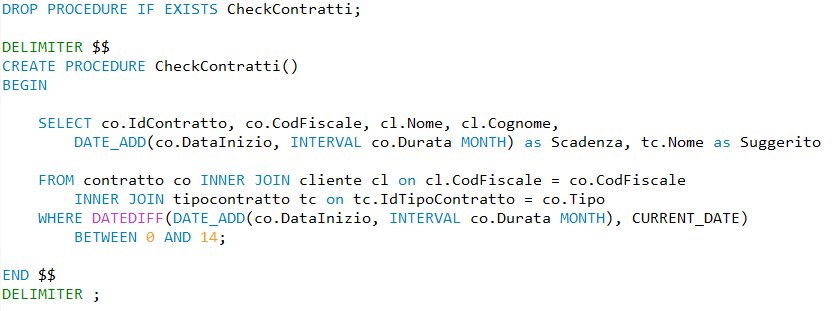 DROP PROCEDURE IF EXISTS CheckContratti;
DELIMITER $$
CREATE PROCEDURE CheckContratti()
BEGIN
SELECT co.IdContratto, co.CodFiscale, cl.Nome, cl.Cognome,
DATE_ADD(co.DataInizio, INTERVAL co.Durata MONTH) as Scadenza, tc.Nome as Suggerito
FROM contratto co INNER JOIN cliente cl on cl.CodFiscale = co.CodFiscale
INNER JOIN tipocontratto tc on tc.IdTipoContratto = co.Tipo
WHERE DATEDIFF(DATE_ADD(co.DataInizio, INTERVAL co.Durata MONTH), CURRENT_DATE)
BETWEEN 0 AND 14;
END $$
DELIMITER ;